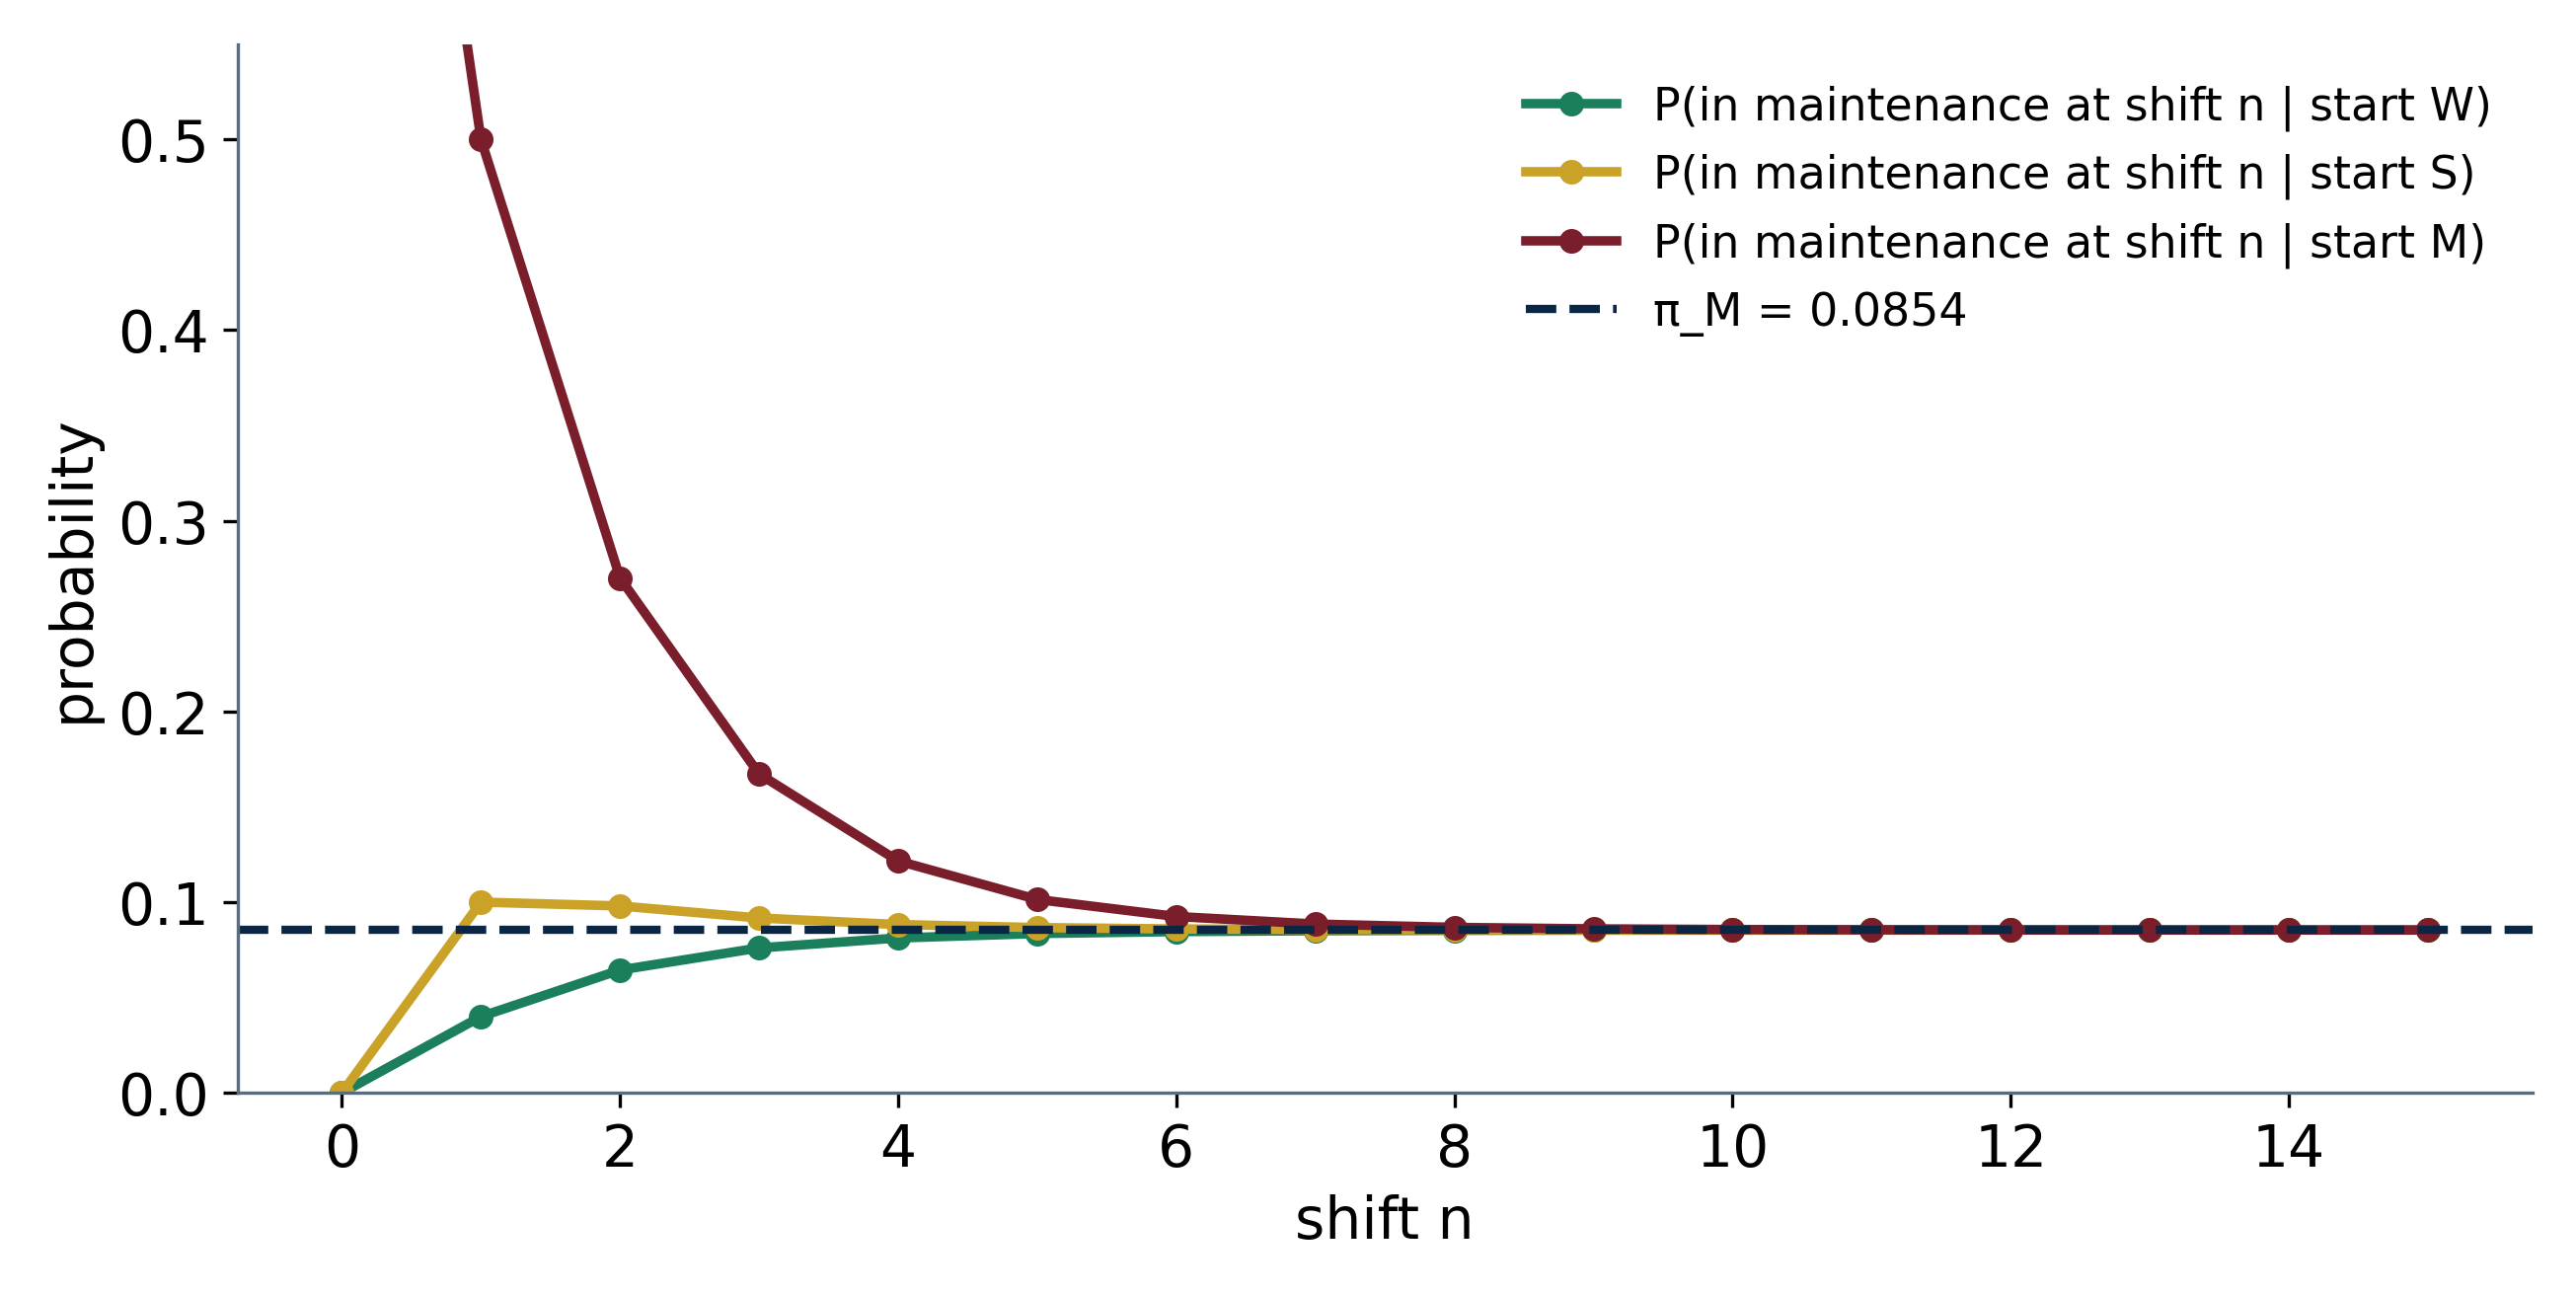 P(in maintenance at shift n | start W)
P(in maintenance at shift n | start S)
P(in maintenance at shift n | start M)
π_M = 0.0854
probability
0.5
0.4
0.3
0.2
0.1
0.0
0 2 4 6 8 10 12 14
shift n